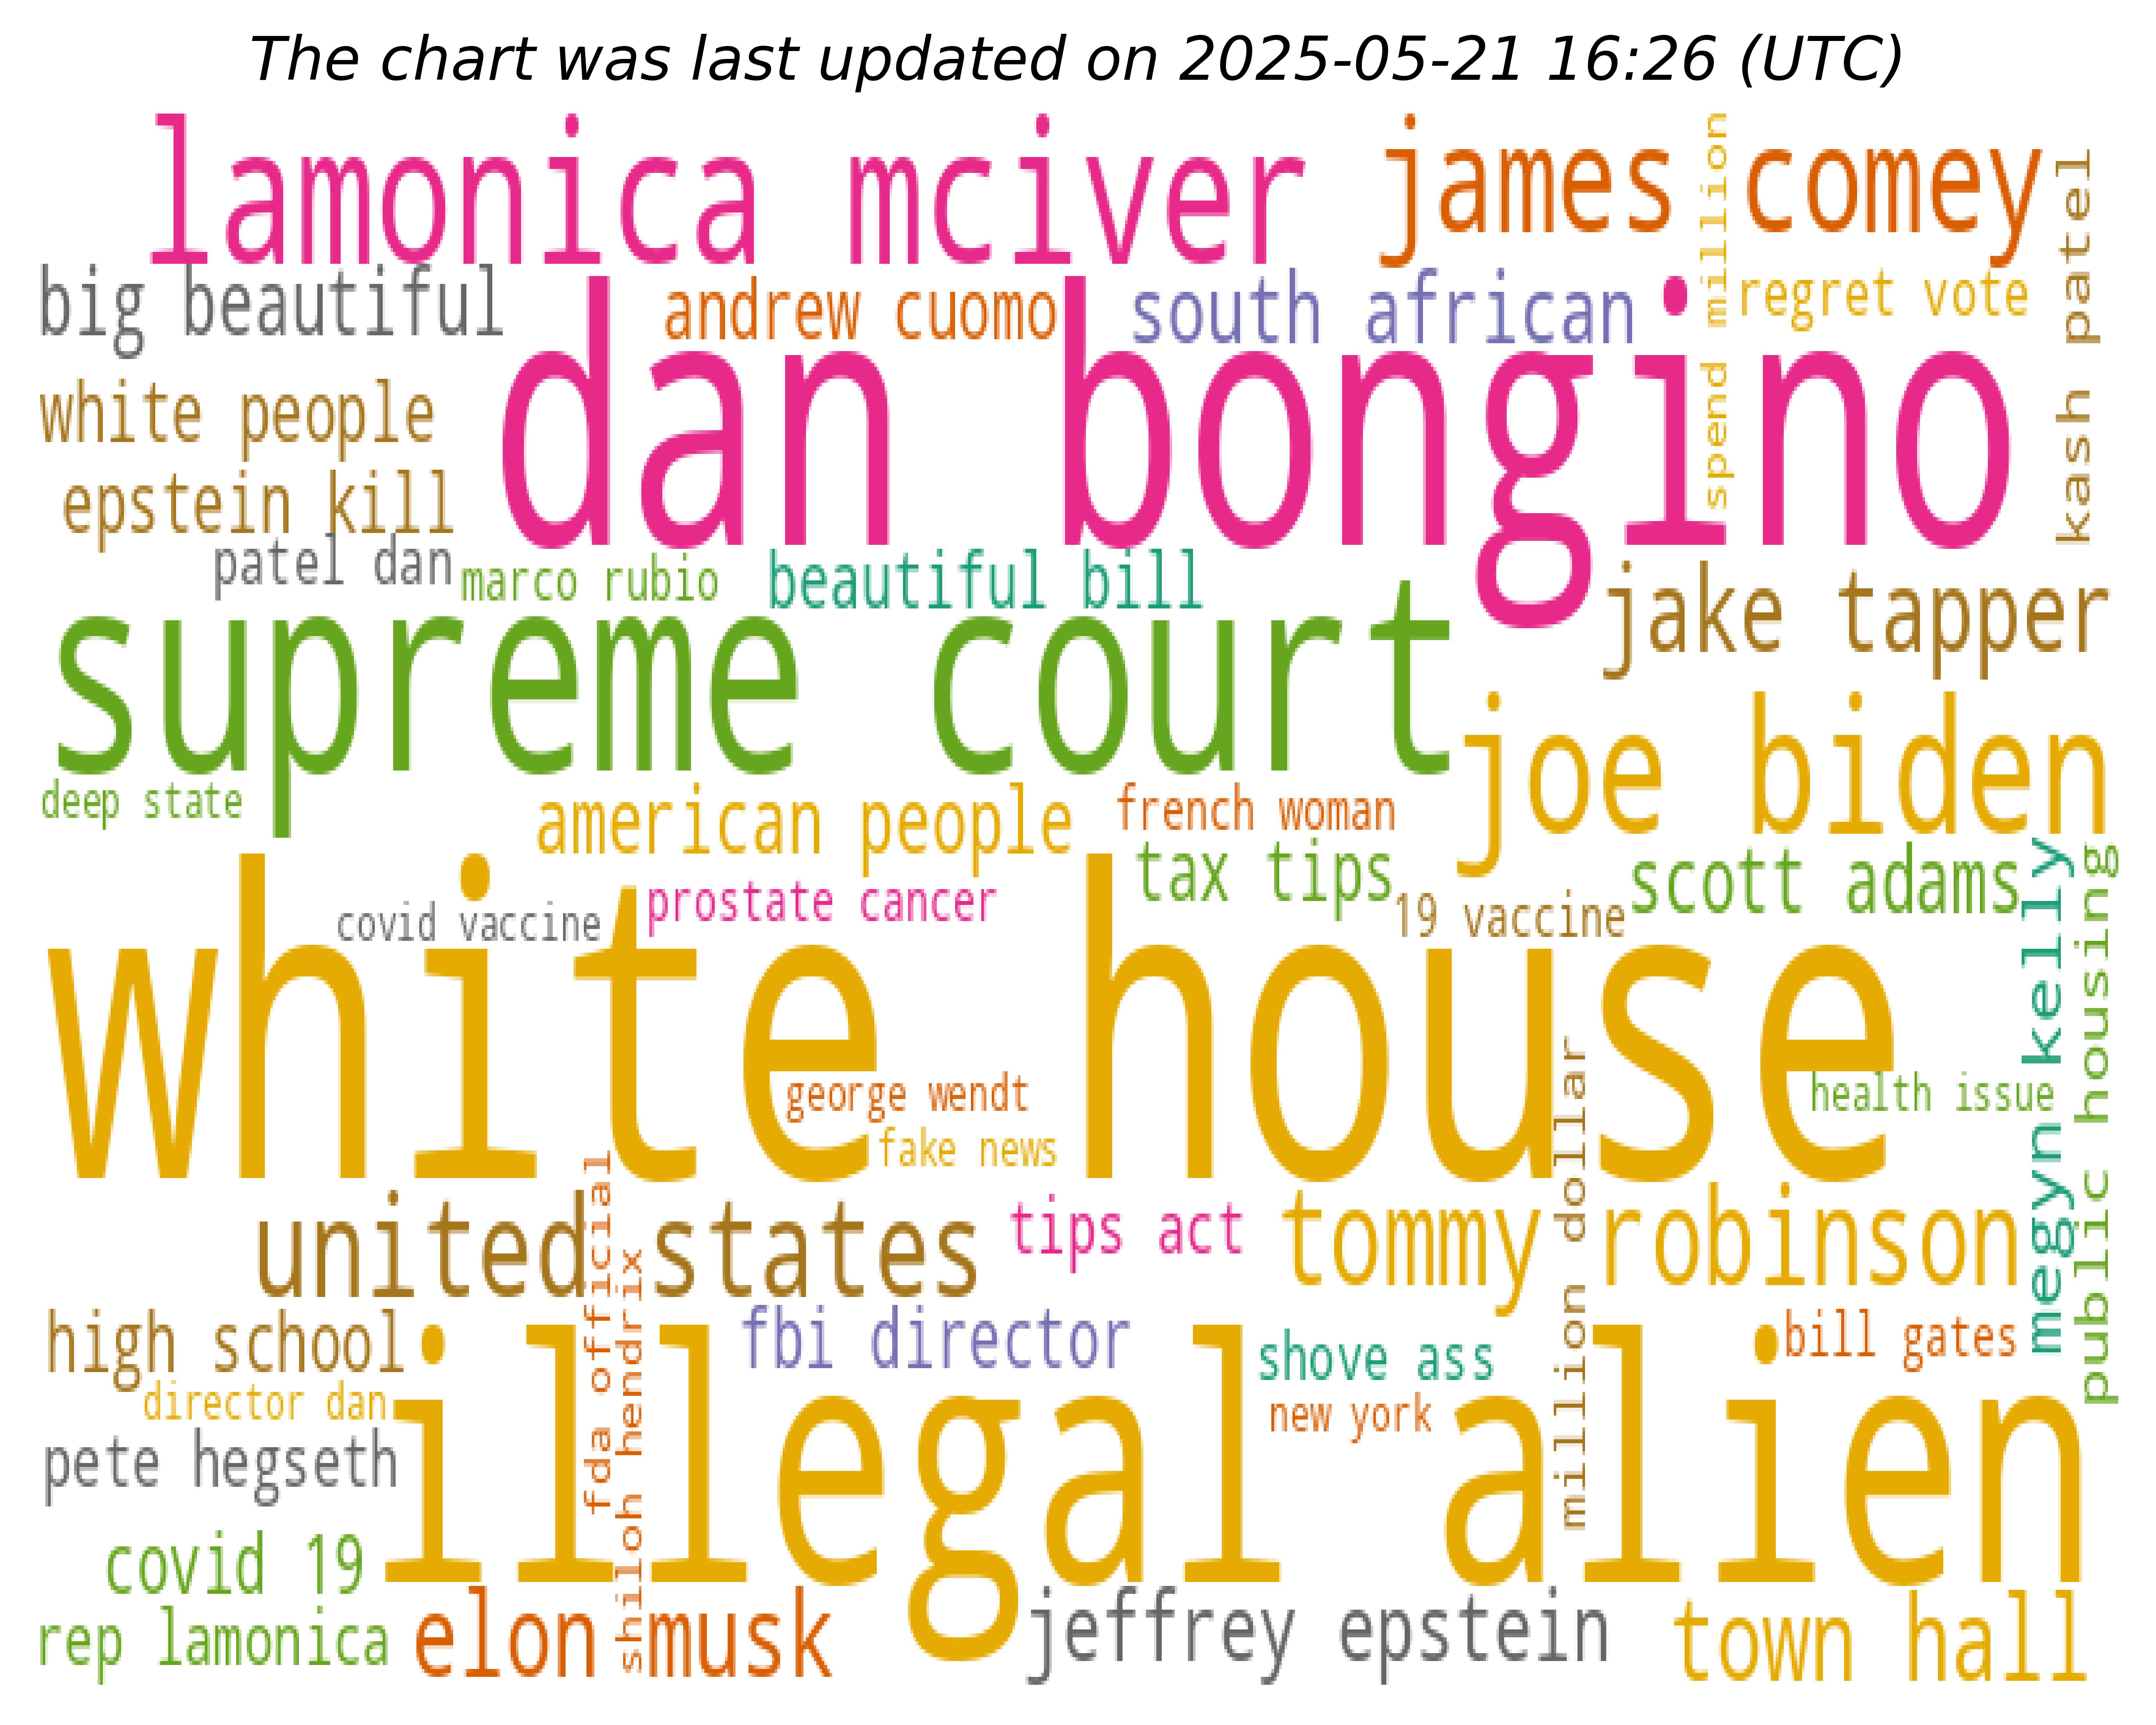 The chart was last updated on 2025-05-21 16:26 (UTC)
lamonica mciver
james comey
spend million
kash patel
big beautiful
andrew cuomo
south african
regret vote
white people
dan bongino
epstein kill
patel dan
marco rubio
beautiful bill
jake tapper
supreme court
joe biden
deep state
american people
french woman
tax tips
scott adams
megyn kelly
public housing
covid vaccine
prostate cancer
19 vaccine
white house
george wendt
health issue
fake news
million dollar
fda official
united states
tips act
tommy robinson
shiloh hendrix
high school
fbi director
shove ass
bill gates
director dan
illegal alien
new york
pete hegseth
covid 19
rep lamonica
elon musk
jeffrey epstein
town hall